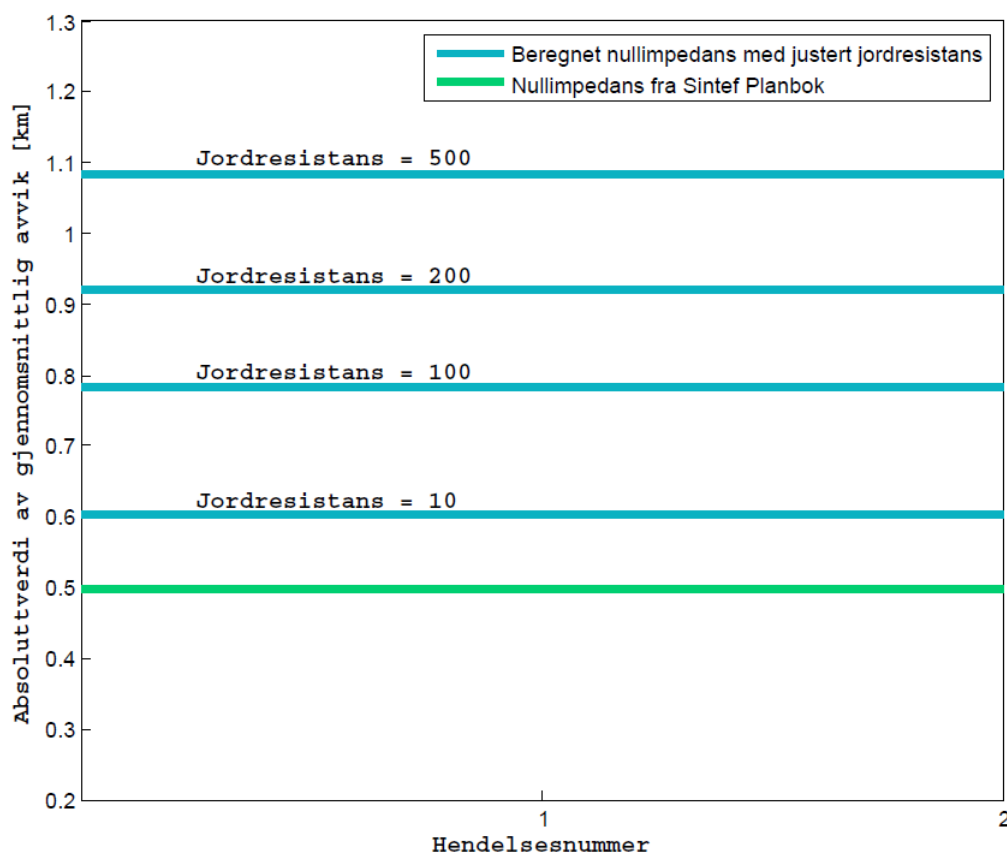 1.3
Beregnet nullimpedans med justert jordresistans
Nullimpedans fra Sintef Planbok
1.2
Jordresistans = 500
1.1
1
Jordresistans = 200
0.9
Jordresistans = 100
0.8
0.7
Jordresistans = 10
0.6
0.5
0.4
0.3
0.2
Absoluttverdi av gjennomsnittlig avvik [km]
1
2
Hendelsesnummer